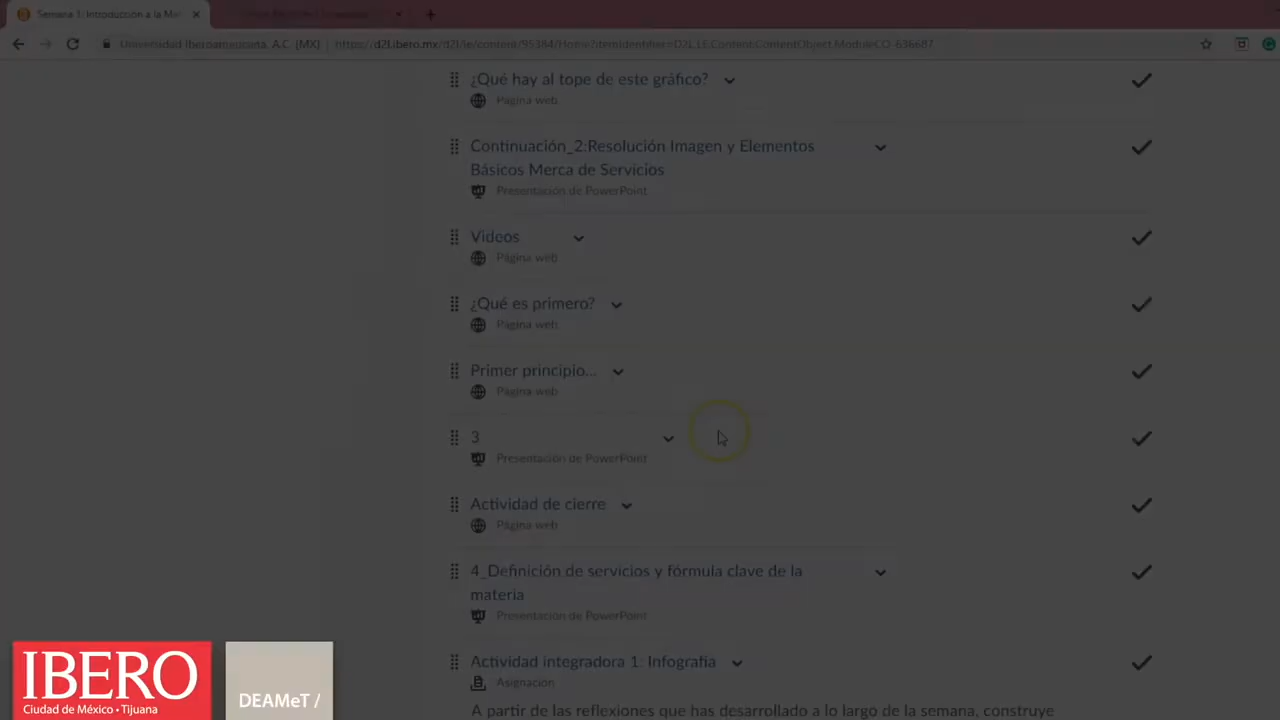 Semana 1: Introducción a la Mer
Universidad Iberoamericana, A.C. [MX]
https://d2l.ibero.mx/d2l/le/content/95384/Home?itemIdentifier=D2L.LE.Content.ContentObject.ModuleCO-636687
¿Qué hay al tope de este gráfico?
Página web
Continuación_2:Resolución Imagen y Elementos
Básicos Merca de Servicios
Presentación de PowerPoint
Videos
Página web
¿Qué es primero?
Página web
Primer principio...
Página web
3
Presentación de PowerPoint
Actividad de cierre
Página web
4_Definición de servicios y fórmula clave de la
materia
Presentación de PowerPoint
Actividad integradora 1: Infografía
Asignación
A partir de las reflexiones que has desarrollado a lo largo de la semana, construye
IBERO
Ciudad de México • Tijuana
DEAMeT /